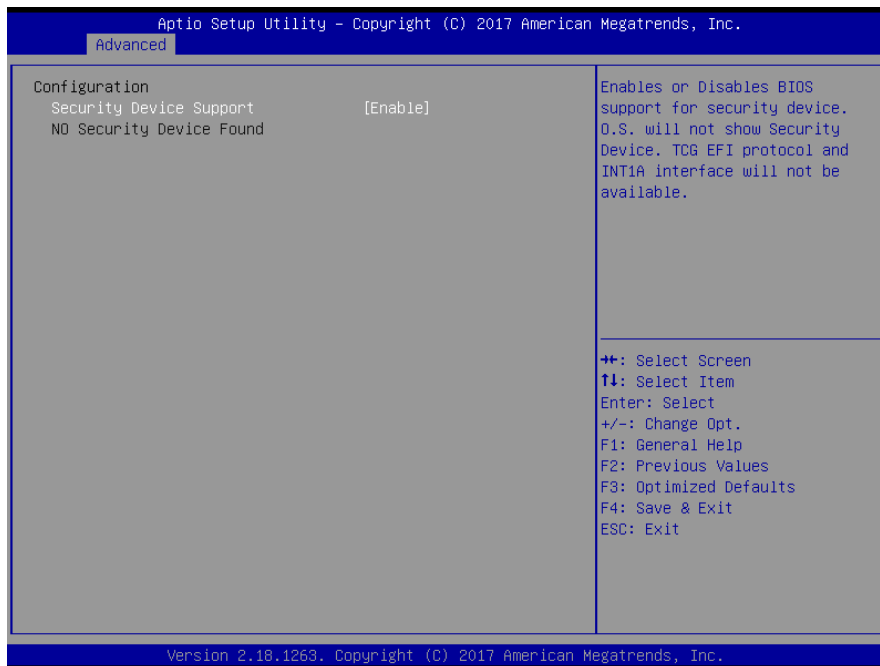 Aptio Setup Utility – Copyright (C) 2017 American Megatrends, Inc.
Advanced
Configuration
Security Device Support [Enable]
NO Security Device Found
Enables or Disables BIOS
support for security device.
O.S. will not show Security
Device. TCG EFI protocol and
INT1A interface will not be
available.
→←: Select Screen
↑↓: Select Item
Enter: Select
+/-: Change Opt.
F1: General Help
F2: Previous Values
F3: Optimized Defaults
F4: Save & Exit
ESC: Exit
Version 2.18.1263. Copyright (C) 2017 American Megatrends, Inc.